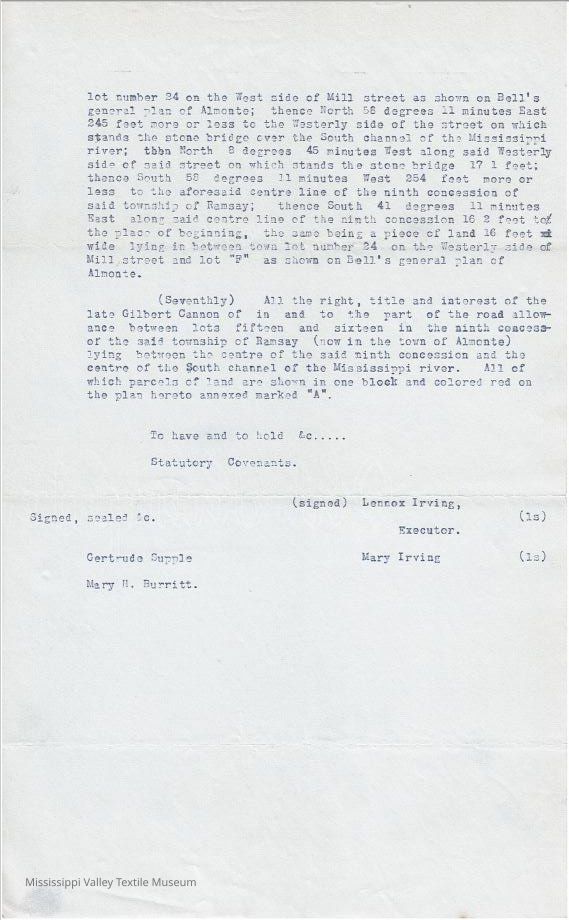 lot number 24 on the West side of Mill street as shown on Bell's
general plan of Almonte; thence North 58 degrees 11 minutes East
245 feet more or less to the Westerly side of the street on which
stands the stone bridge over the South channel of the Mississippi
river; thbn North 8 degrees 45 minutes West along said Westerly
side of said street on which stands the stone bridge 17 1 feet;
thence South 58 degrees 11 minutes West 254 feet more or
less to the aforesaid centre line of the ninth concession of
said township of Ramsay; thence South 41 degrees 11 minutes
East along said centre line of the ninth concession 16 2 feet to
the place of beginning, the same being a piece of land 16 feet
wide lying in between town lot number 24 on the Westerly side of
Mill street and lot "F" as shown on Bell's general plan of
Almonte.
(Seventhly) All the right, title and interest of the
late Gilbert Cannon of in and to the part of the road allow-
ance between lots fifteen and sixteen in the ninth concess-
of the said township of Ramsay (now in the town of Almonte)
lying between the centre of the said ninth concession and the
centre of the South channel of the Mississippi river. All of
which parcels of land are shown in one block and colored red on
the plan hereto annexed marked "A".
To have and to hold &c.....
Statutory Covenants.
(signed) Lennox Irving,
Signed, sealed &c. (ls)
Executor.
Gertrude Supple Mary Irving (ls)
Mary H. Burritt.
Mississippi Valley Textile Museum